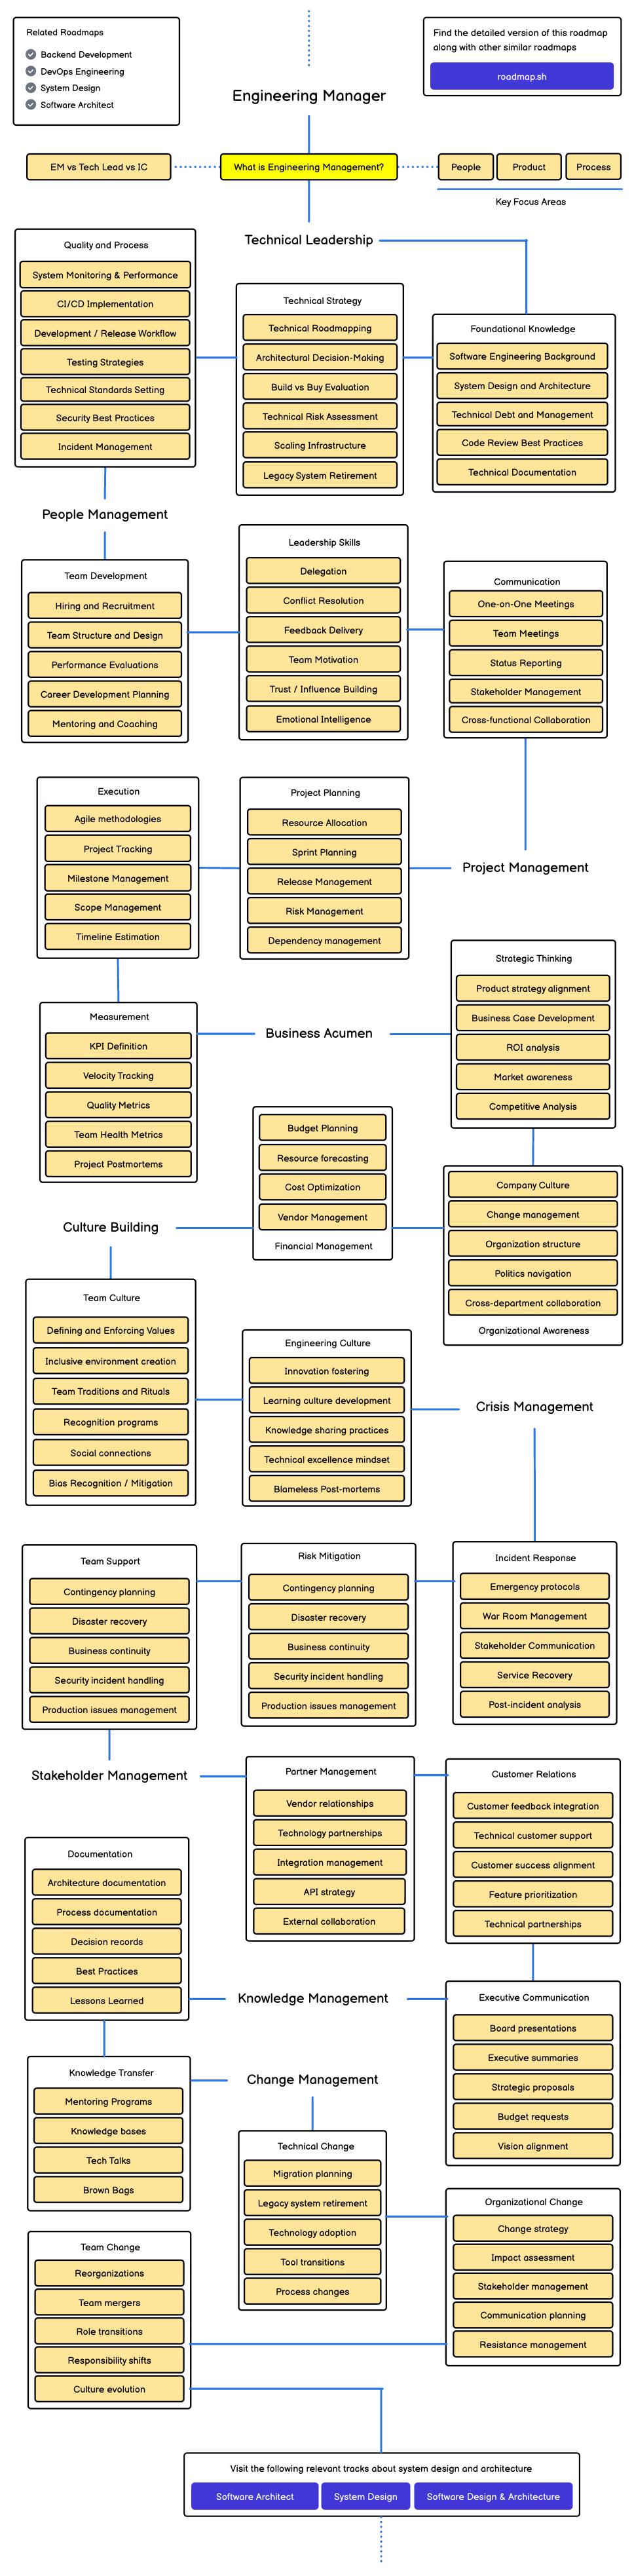 Related Roadmaps
Backend Development
DevOps Engineering
System Design
Software Architect
Find the detailed version of this roadmap
along with other similar roadmaps
roadmap.sh
Engineering Manager
EM vs Tech Lead vs IC
What is Engineering Management?
People
Product
Process
Key Focus Areas
Technical Leadership
Quality and Process
System Monitoring & Performance
CI/CD Implementation
Development / Release Workflow
Testing Strategies
Technical Standards Setting
Security Best Practices
Incident Management
Technical Strategy
Technical Roadmapping
Architectural Decision-Making
Build vs Buy Evaluation
Technical Risk Assessment
Scaling Infrastructure
Legacy System Retirement
Foundational Knowledge
Software Engineering Background
System Design and Architecture
Technical Debt and Management
Code Review Best Practices
Technical Documentation
People Management
Team Development
Hiring and Recruitment
Team Structure and Design
Performance Evaluations
Career Development Planning
Mentoring and Coaching
Leadership Skills
Delegation
Conflict Resolution
Feedback Delivery
Team Motivation
Trust / Influence Building
Emotional Intelligence
Communication
One-on-One Meetings
Team Meetings
Status Reporting
Stakeholder Management
Cross-functional Collaboration
Execution
Agile methodologies
Project Tracking
Milestone Management
Scope Management
Timeline Estimation
Project Planning
Resource Allocation
Sprint Planning
Release Management
Risk Management
Dependency management
Project Management
Measurement
KPI Definition
Velocity Tracking
Quality Metrics
Team Health Metrics
Project Postmortems
Business Acumen
Strategic Thinking
Product strategy alignment
Business Case Development
ROI analysis
Market awareness
Competitive Analysis
Budget Planning
Resource forecasting
Cost Optimization
Vendor Management
Financial Management
Company Culture
Change management
Organization structure
Politics navigation
Cross-department collaboration
Organizational Awareness
Culture Building
Team Culture
Defining and Enforcing Values
Inclusive environment creation
Team Traditions and Rituals
Recognition programs
Social connections
Bias Recognition / Mitigation
Engineering Culture
Innovation fostering
Learning culture development
Knowledge sharing practices
Technical excellence mindset
Blameless Post-mortems
Crisis Management
Team Support
Contingency planning
Disaster recovery
Business continuity
Security incident handling
Production issues management
Risk Mitigation
Contingency planning
Disaster recovery
Business continuity
Security incident handling
Production issues management
Incident Response
Emergency protocols
War Room Management
Stakeholder Communication
Service Recovery
Post-incident analysis
Stakeholder Management
Partner Management
Vendor relationships
Technology partnerships
Integration management
API strategy
External collaboration
Customer Relations
Customer feedback integration
Technical customer support
Customer success alignment
Feature prioritization
Technical partnerships
Documentation
Architecture documentation
Process documentation
Decision records
Best Practices
Lessons Learned
Knowledge Management
Executive Communication
Board presentations
Executive summaries
Strategic proposals
Budget requests
Vision alignment
Knowledge Transfer
Mentoring Programs
Knowledge bases
Tech Talks
Brown Bags
Change Management
Technical Change
Migration planning
Legacy system retirement
Technology adoption
Tool transitions
Process changes
Organizational Change
Change strategy
Impact assessment
Stakeholder management
Communication planning
Resistance management
Team Change
Reorganizations
Team mergers
Role transitions
Responsibility shifts
Culture evolution
Visit the following relevant tracks about system design and architecture
Software Architect
System Design
Software Design & Architecture